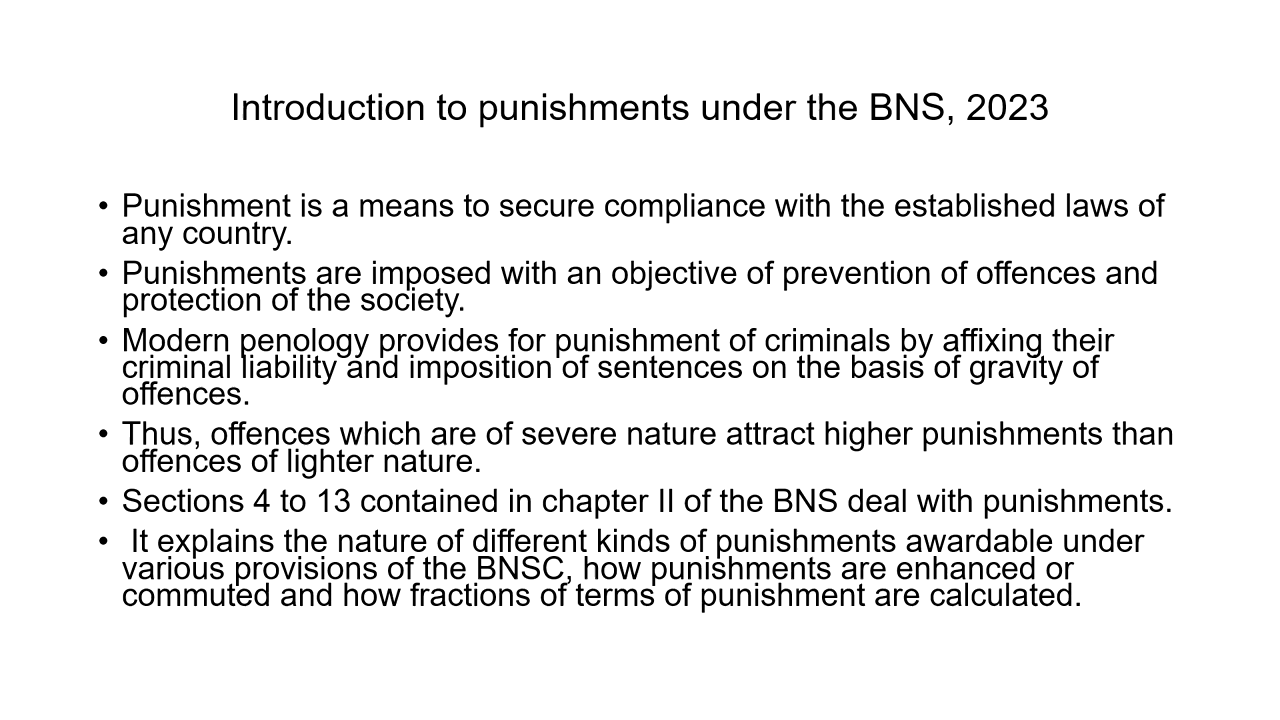 Introduction to punishments under the BNS, 2023
• Punishment is a means to secure compliance with the established laws of
any country.
• Punishments are imposed with an objective of prevention of offences and
protection of the society.
• Modern penology provides for punishment of criminals by affixing their
criminal liability and imposition of sentences on the basis of gravity of
offences.
• Thus, offences which are of severe nature attract higher punishments than
offences of lighter nature.
• Sections 4 to 13 contained in chapter II of the BNS deal with punishments.
• It explains the nature of different kinds of punishments awardable under
various provisions of the BNSC, how punishments are enhanced or
commuted and how fractions of terms of punishment are calculated.